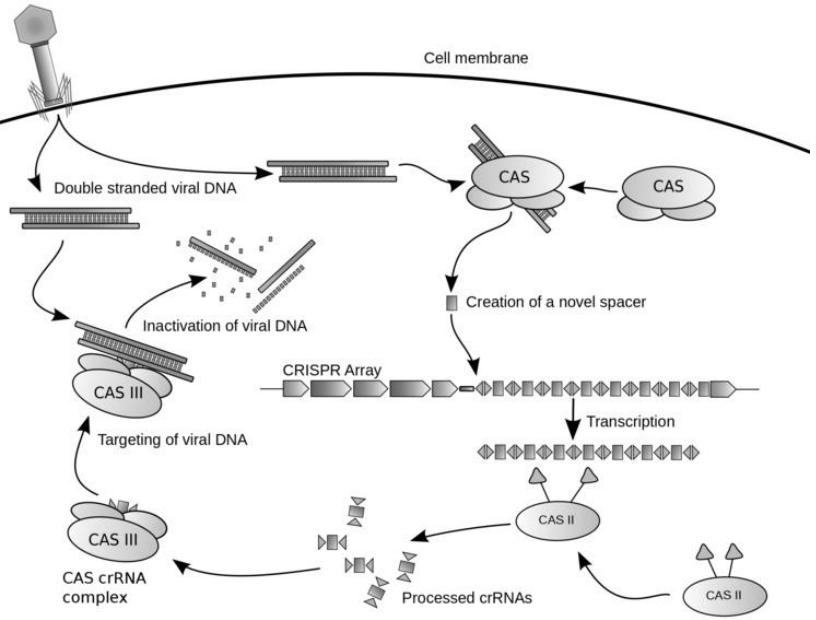 Cell membrane
Double stranded viral DNA
CAS
CAS
Creation of a novel spacer
Inactivation of viral DNA
CRISPR Array
CAS III
Transcription
Targeting of viral DNA
CAS II
CAS III
CAS crRNA
complex
Processed crRNAs
CAS II